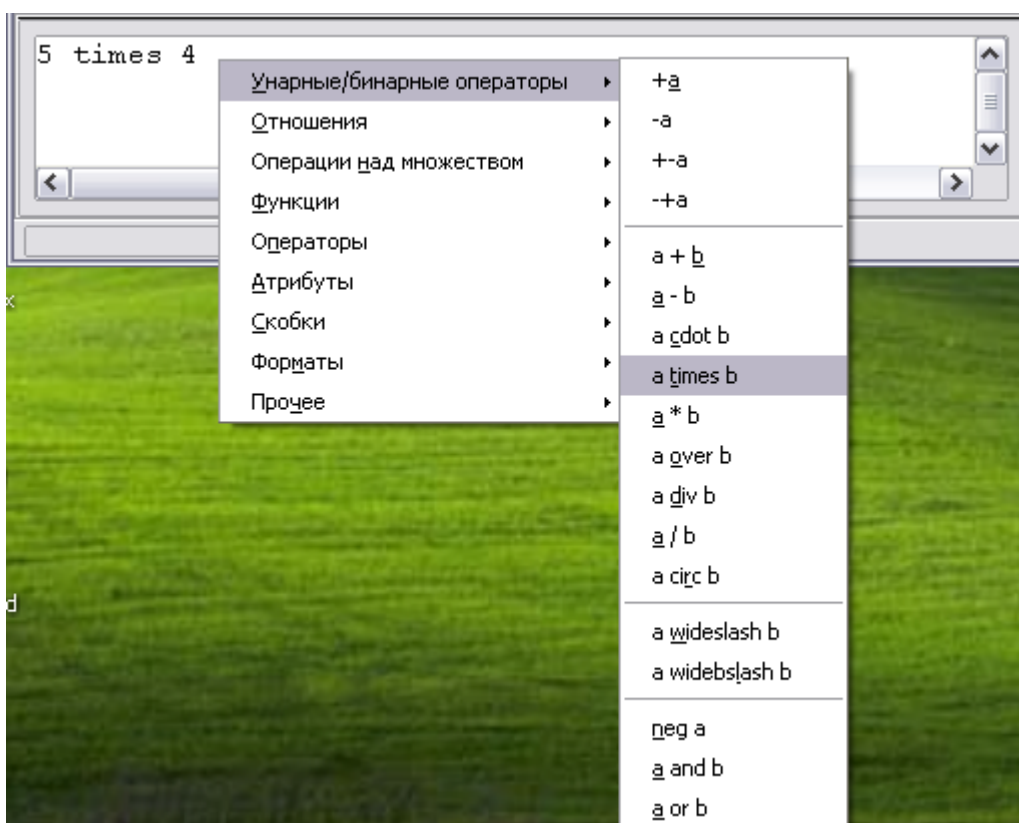 5 times 4
Унарные/бинарные операторы
Отношения
Операции над множеством
Функции
Операторы
Атрибуты
Скобки
Форматы
Прочее
+a
-a
+-a
-+a
a + b
a - b
a cdot b
a times b
a * b
a over b
a div b
a / b
a circ b
a wideslash b
a widebslash b
neg a
a and b
a or b
x
d